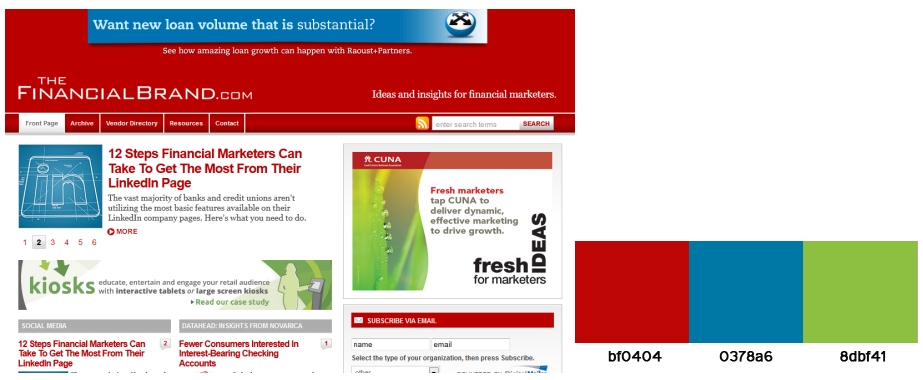 Want new loan volume that is substantial?
See how amazing loan growth can happen with Raoust+Partners.
THE
FINANCIALBRAND.COM
Ideas and insights for financial marketers.
Front Page Archive Vendor Directory Resources Contact
enter search terms SEARCH
12 Steps Financial Marketers Can
Take To Get The Most From Their
LinkedIn Page
The vast majority of banks and credit unions aren't
utilizing the most basic features available on their
LinkedIn company pages. Here's what you need to do.
MORE
in
1 2 3 4 5 6
CUNA
Fresh marketers
tap CUNA to
deliver dynamic,
effective marketing
to drive growth.
fresh IDEAS
for marketers
kiosks
educate, entertain and engage your retail audience
with interactive tablets or large screen kiosks
Read our case study
SOCIAL MEDIA
12 Steps Financial Marketers Can
Take To Get The Most From Their
LinkedIn Page
2
DATAHEAD: INSIGHTS FROM NOVARICA
Fewer Consumers Interested In
Interest-Bearing Checking
Accounts
1
SUBSCRIBE VIA EMAIL
name email
Select the type of your organization, then press Subscribe.
other
bf0404 0378a6 8dbf41